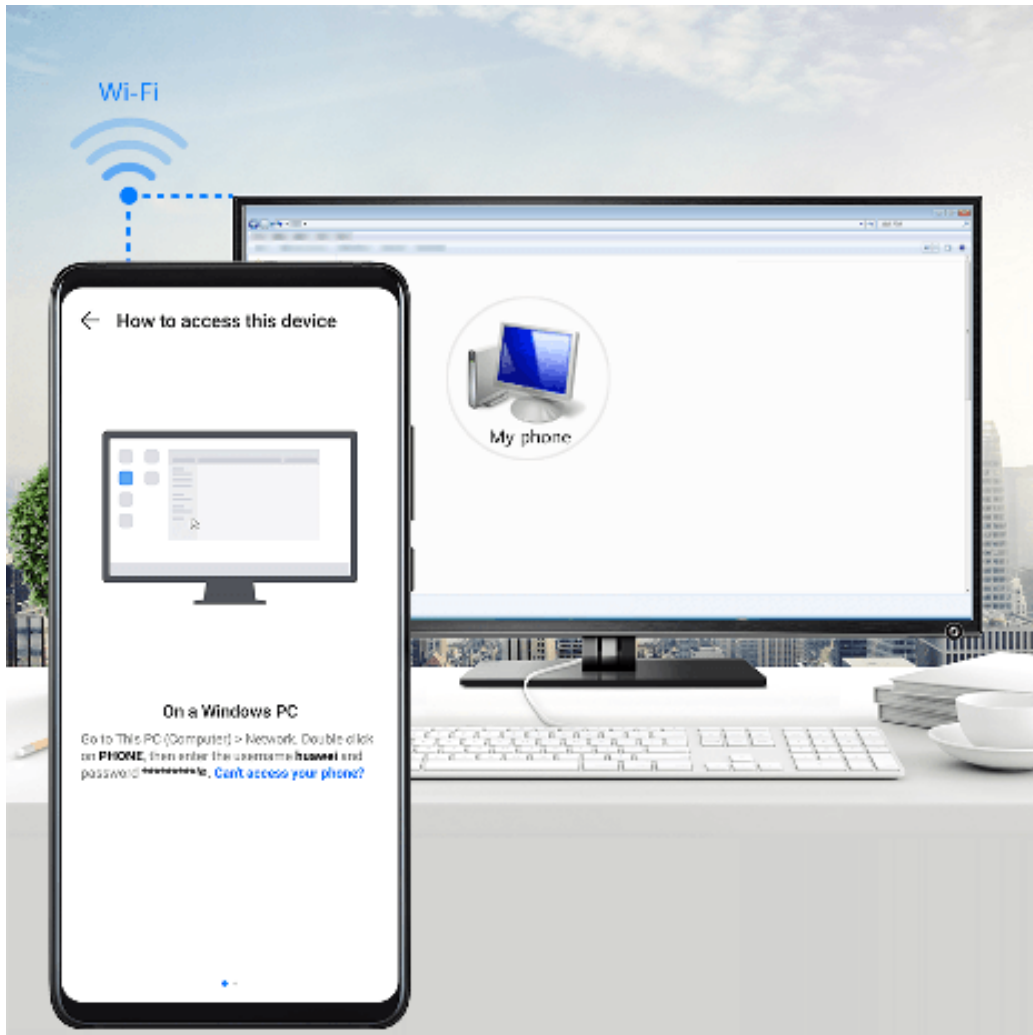 Wi-Fi
How to access this device
My phone
On a Windows PC
Go to This PC (Computer) > Network. Double click
on PHONE, then enter the username huawei and
password Can't access your phone?